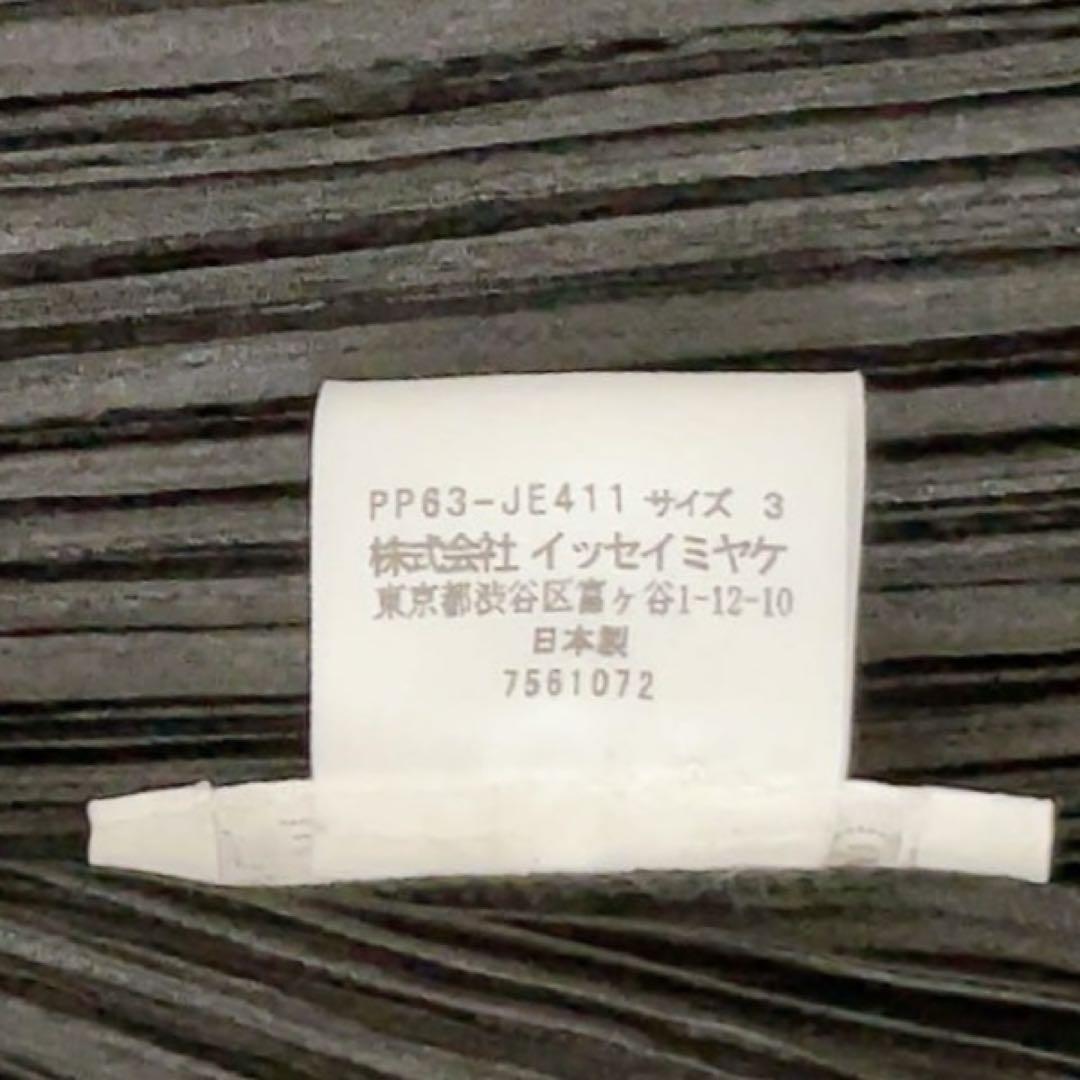 PP63-JE411 サイズ 3
株式会社 イッセイミヤケ
東京都渋谷区富ヶ谷1-12-10
日本製
7561072